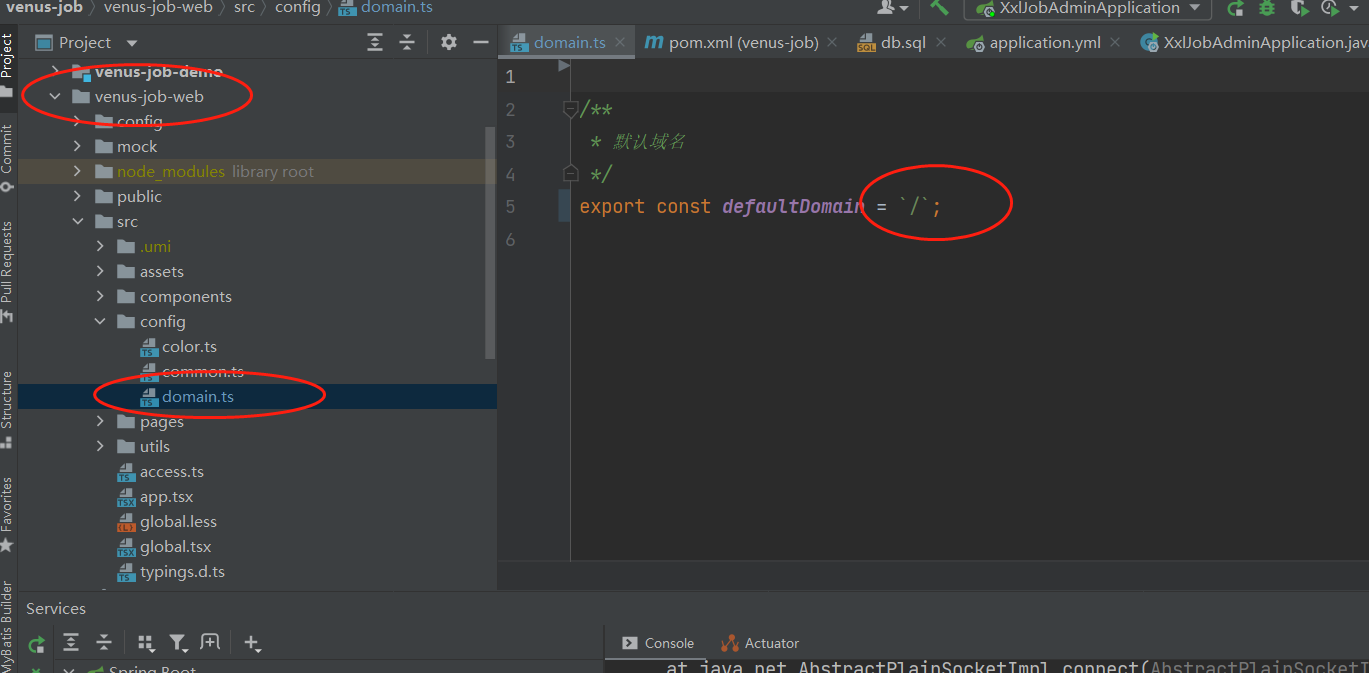 venus-job
venus-job-web
src
config
domain.ts
XxlJobAdminApplication
Project
domain.ts
pom.xml (venus-job)
db.sql
application.yml
XxlJobAdminApplication.jav
Project
Commit
Pull Requests
Structure
Favorites
MyBatis Builder
venus-job-demo
venus-job-web
config
mock
node_modules library root
public
src
.umi
assets
components
config
color.ts
common.ts
domain.ts
pages
utils
access.ts
app.tsx
global.less
global.tsx
typings.d.ts
1
2 /**
3 * 默认域名
4 */
5 export const defaultDomain = `/`;
6
Services
Console
Actuator
Spring Boot
at java.net.AbstractPlainSocketImpl.connect(AbstractPlainSocketI